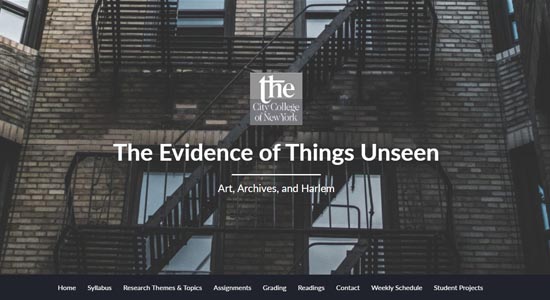 the
City College
of New York
The Evidence of Things Unseen
Art, Archives, and Harlem
Home Syllabus Research Themes & Topics Assignments Grading Readings Contact Weekly Schedule Student Projects